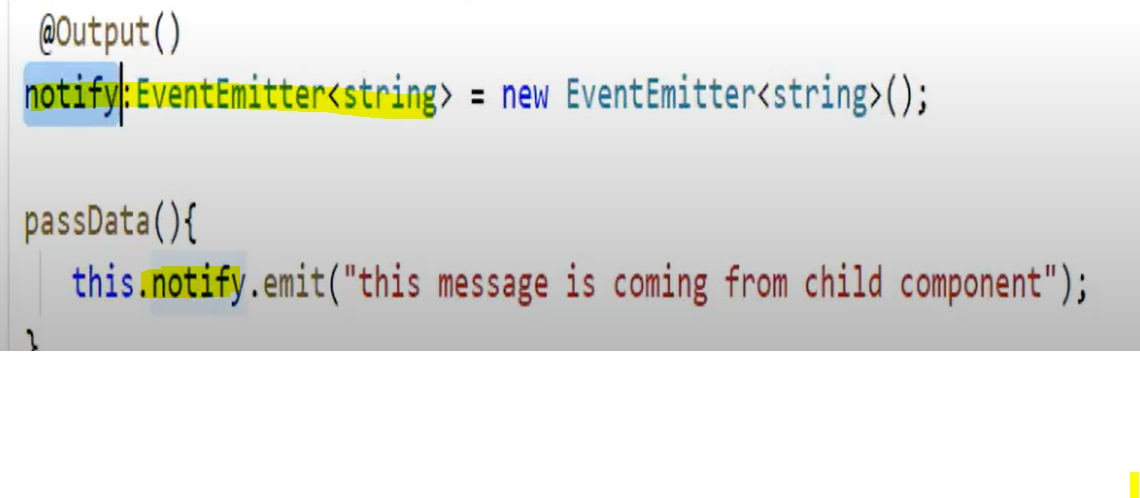 @Output()
notify:EventEmitter<string> = new EventEmitter<string>();
passData(){
this.notify.emit("this message is coming from child component");
}